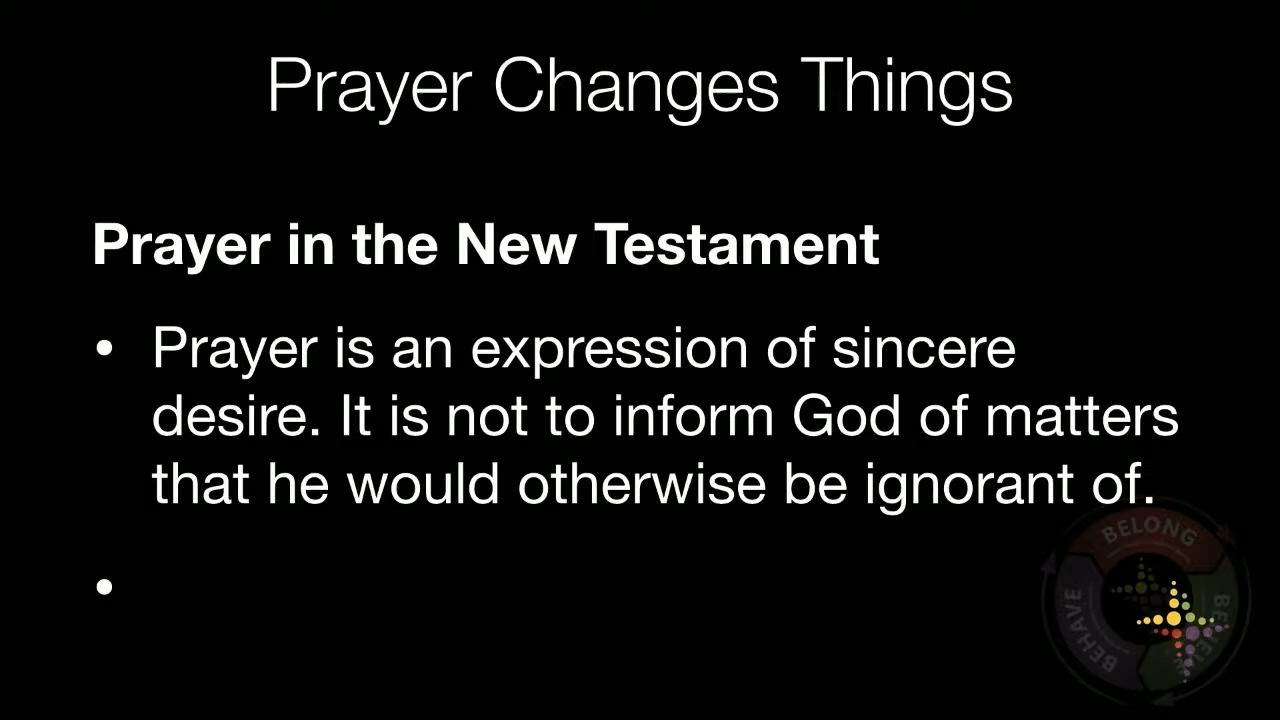 Prayer Changes Things
Prayer in the New Testament
• Prayer is an expression of sincere
desire. It is not to inform God of matters
that he would otherwise be ignorant of.
•
BELONG
BEHAVE
BELIEVE